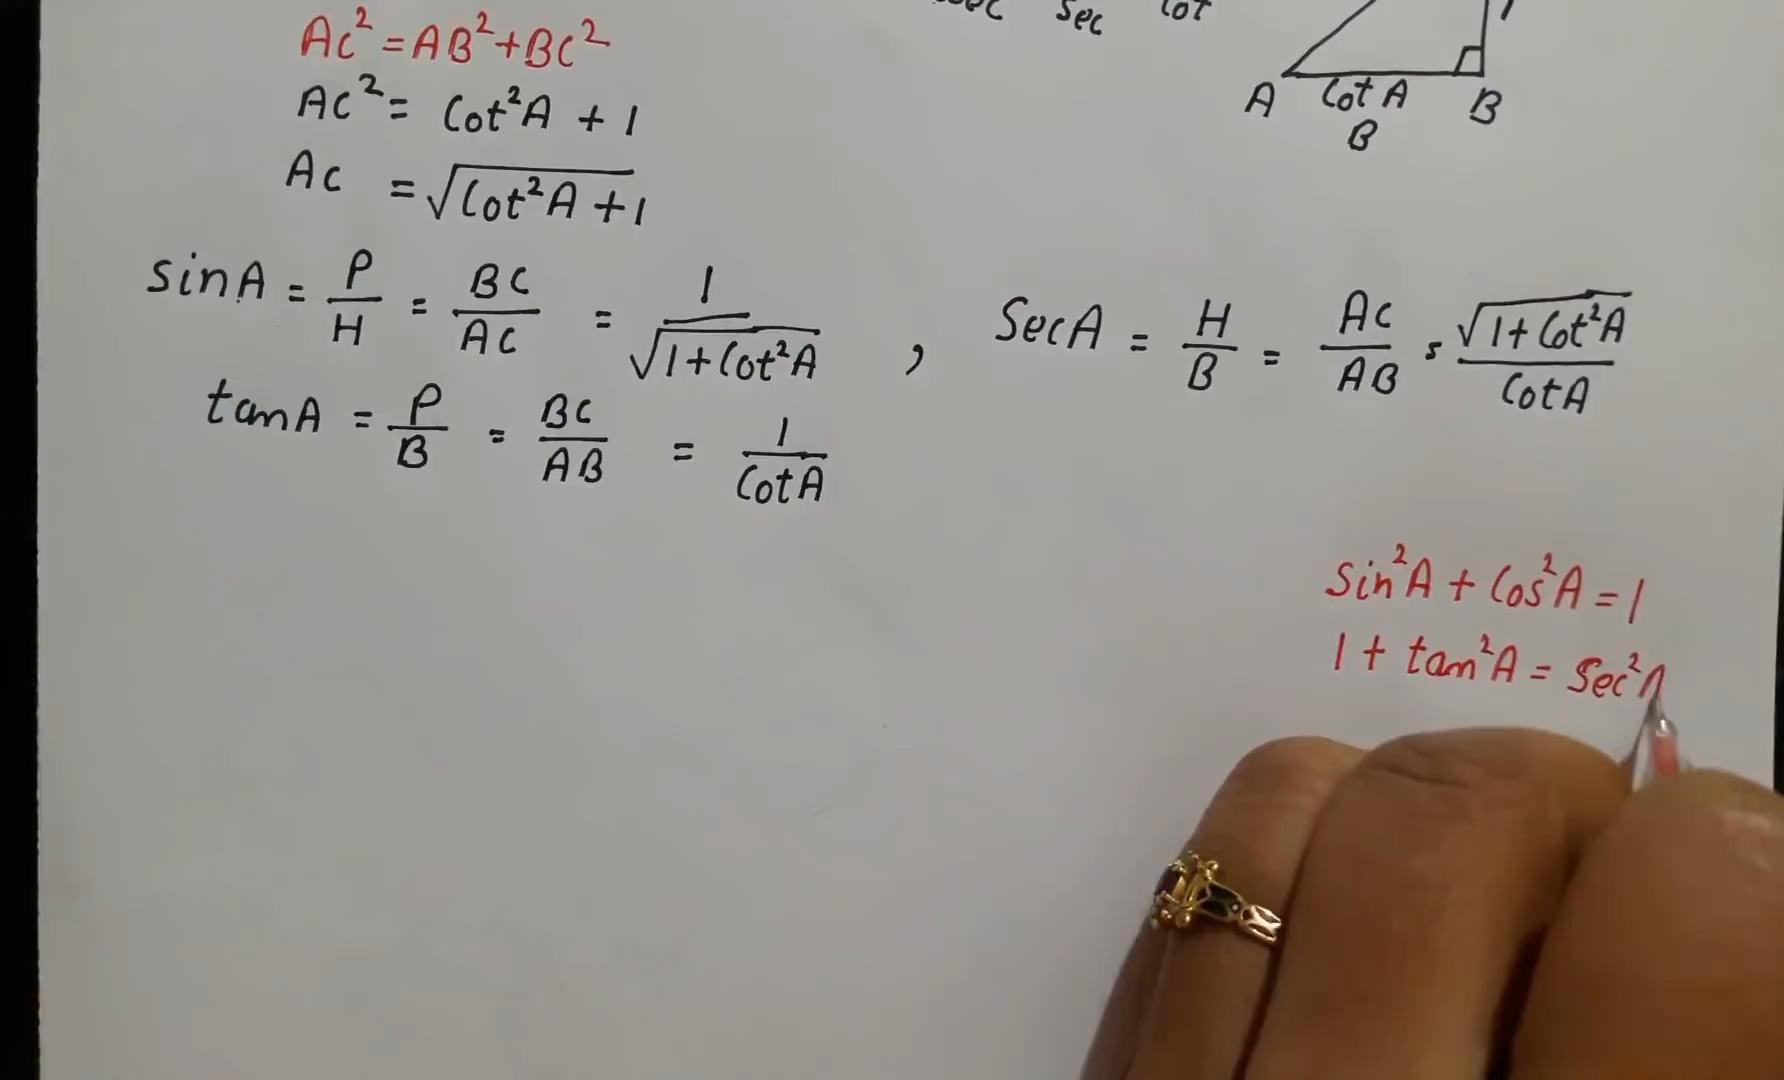 AC² = AB² + BC²
AC² = Cot²A + 1
AC = √Cot²A + 1
Sec Cot
A Cot A B
B
sinA = P/H = BC/AC = 1/√1+Cot²A , SecA = H/B = AC/AB = √1+Cot²A/CotA
tanA = P/B = BC/AB = 1/CotA
Sin²A + Cos²A = 1
1 + tan²A = Sec²A